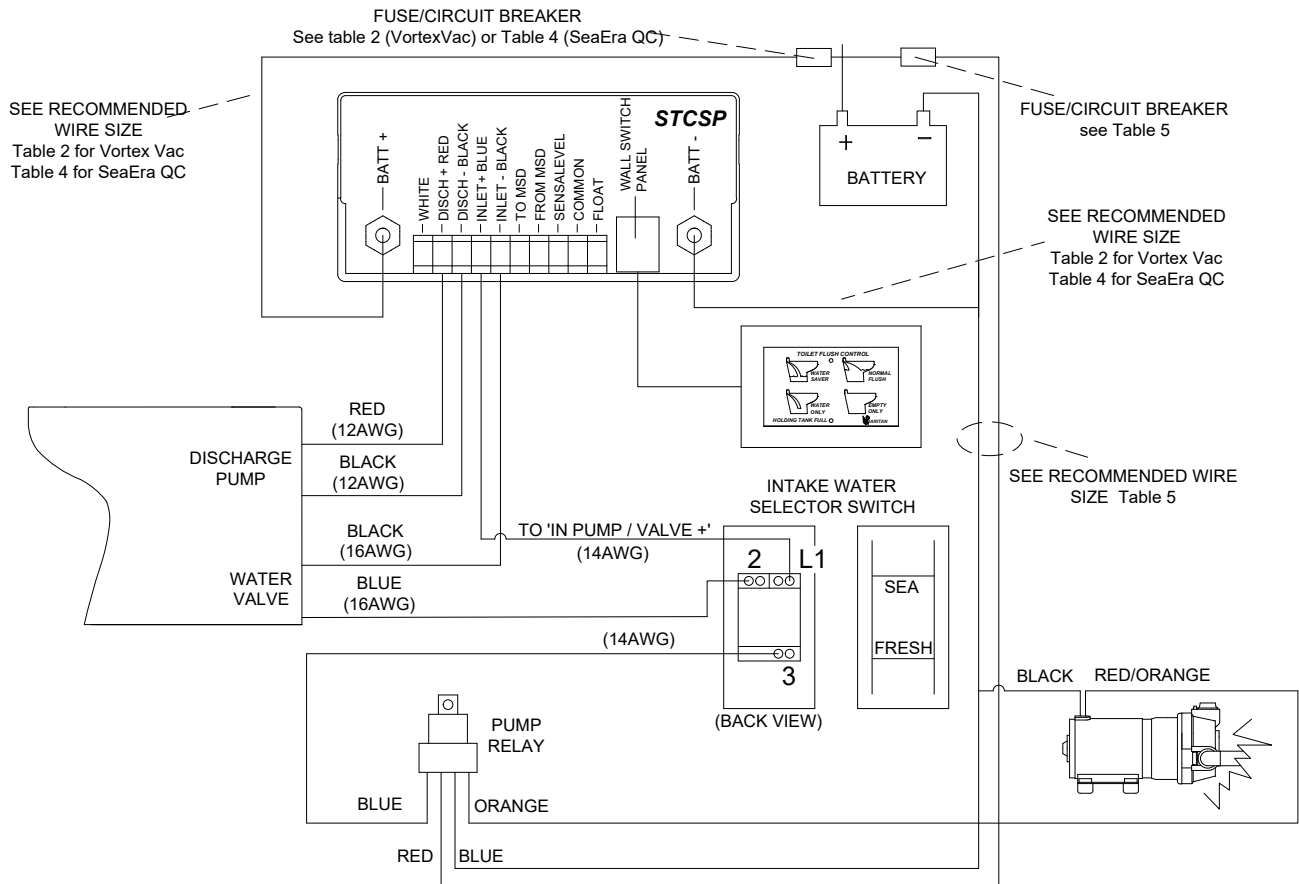 FUSE/CIRCUIT BREAKER
See table 2 (VortexVac) or Table 4 (SeaEra QC)
SEE RECOMMENDED
WIRE SIZE
Table 2 for Vortex Vac
Table 4 for SeaEra QC
STCSP
BATT +
WHITE
DISCH + RED
DISCH - BLACK
INLET+ BLUE
INLET - BLACK
TO MSD
FROM MSD
SENSALEVEL
COMMON
FLOAT
WALL SWITCH
PANEL
BATT -
+
−
BATTERY
FUSE/CIRCUIT BREAKER
see Table 5
SEE RECOMMENDED
WIRE SIZE
Table 2 for Vortex Vac
Table 4 for SeaEra QC
TOILET FLUSH CONTROL
WATER
SAVER
NORMAL
FLUSH
WATER
ONLY
EMPTY
ONLY
HOLDING TANK FULL
RARITAN
RED
(12AWG)
DISCHARGE
PUMP
BLACK
(12AWG)
BLACK
(16AWG)
WATER
VALVE
BLUE
(16AWG)
TO 'IN PUMP / VALVE +'
(14AWG)
INTAKE WATER
SELECTOR SWITCH
2
L1
SEA
FRESH
3
(BACK VIEW)
(14AWG)
SEE RECOMMENDED WIRE
SIZE Table 5
PUMP
RELAY
BLUE
ORANGE
RED
BLUE
BLACK
RED/ORANGE